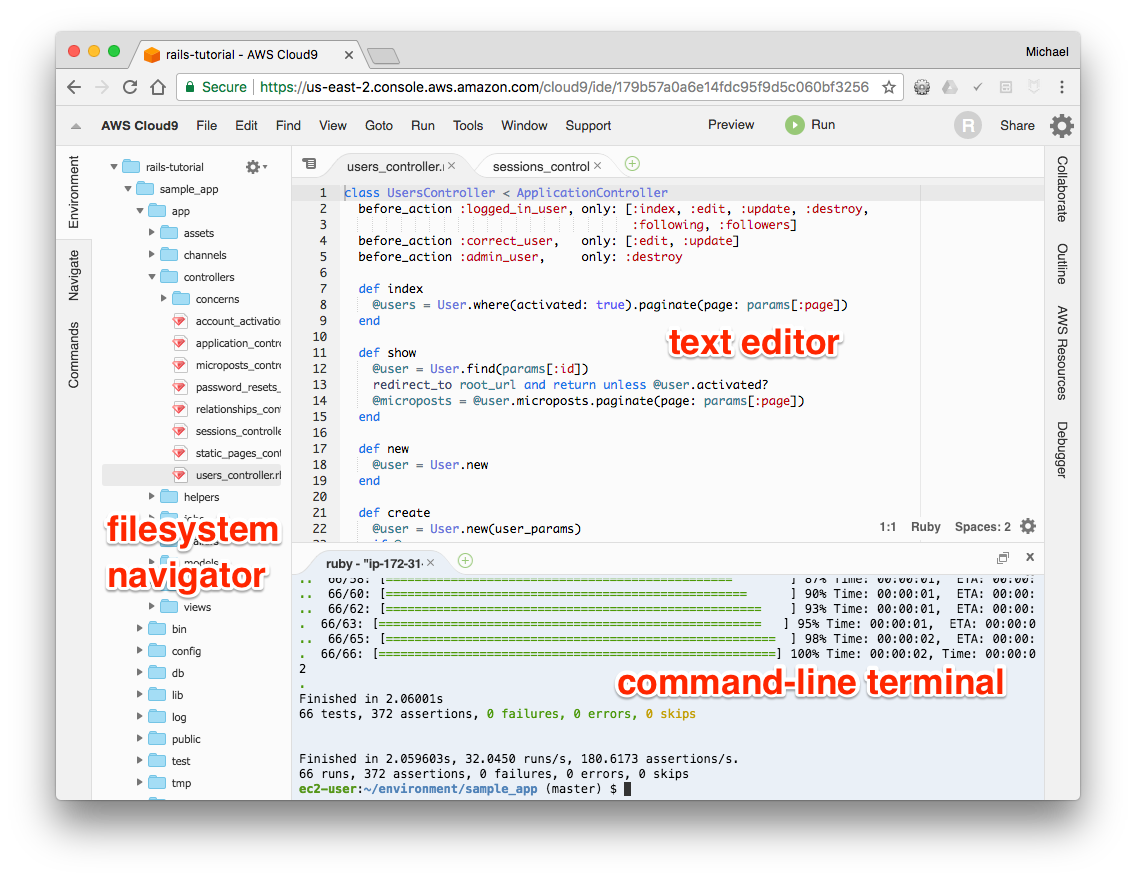 rails-tutorial - AWS Cloud9
Michael
Secure
https://us-east-2.console.aws.amazon.com/cloud9/ide/179b57a0a6e14fdc95f9d5c060bf3256
AWS Cloud9 File Edit Find View Goto Run Tools Window Support Preview Run R Share
Environment
Navigate
Commands
rails-tutorial
sample_app
app
assets
channels
controllers
concerns
account_activatio
application_contro
microposts_contro
password_resets_
relationships_cont
sessions_controlle
static_pages_cont
users_controller.rl
helpers
models
views
bin
config
db
lib
log
public
test
tmp
filesystem
navigator
users_controller.r sessions_control
1 class UsersController < ApplicationController
2 before_action :logged_in_user, only: [:index, :edit, :update, :destroy,
3 :following, :followers]
4 before_action :correct_user, only: [:edit, :update]
5 before_action :admin_user, only: :destroy
6
7 def index
8 @users = User.where(activated: true).paginate(page: params[:page])
9 end
10
11 def show
12 @user = User.find(params[:id])
13 redirect_to root_url and return unless @user.activated?
14 @microposts = @user.microposts.paginate(page: params[:page])
15 end
16
17 def new
18 @user = User.new
19 end
20
21 def create
22 @user = User.new(user_params)
text editor
1:1 Ruby Spaces: 2
ruby - "ip-172-31-
.. 66/58: [================================================ ] 87% Time: 00:00:01, ETA: 00:00:
.. 66/60: [================================================== ] 90% Time: 00:00:01, ETA: 00:00:
.. 66/62: [==================================================== ] 93% Time: 00:00:01, ETA: 00:00:
. 66/63: [===================================================== ] 95% Time: 00:00:01, ETA: 00:00:0
.. 66/65: [====================================================== ] 98% Time: 00:00:02, ETA: 00:00:
. 66/66: [=======================================================] 100% Time: 00:00:02, Time: 00:00:0
2
.
command-line terminal
Finished in 2.06001s
66 tests, 372 assertions, 0 failures, 0 errors, 0 skips
Finished in 2.059603s, 32.0450 runs/s, 180.6173 assertions/s.
66 runs, 372 assertions, 0 failures, 0 errors, 0 skips
ec2-user:~/environment/sample_app (master) $
Collaborate
Outline
AWS Resources
Debugger